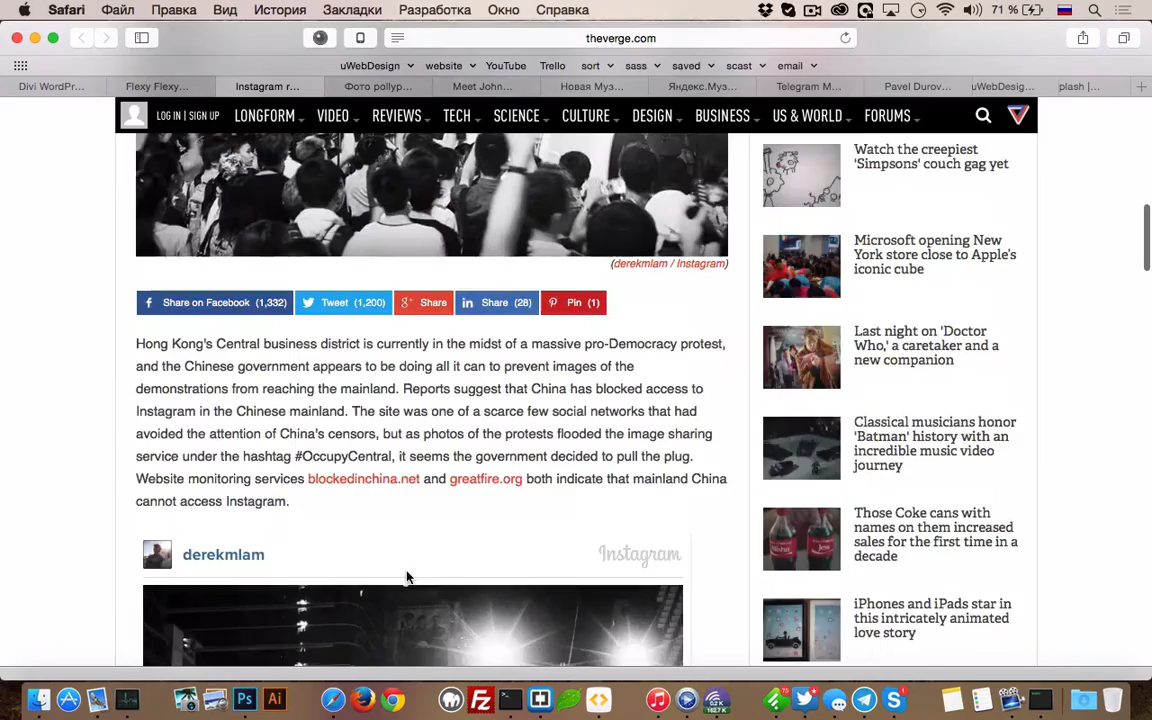 Safari Файл Правка Вид История Закладки Разработка Окно Справка 71 %
theverge.com
uWebDesign website YouTube Trello sort sass saved scast email
Divi WordPr... Flexy Flexy... Instagram r... Фото pollyp... Meet John... Новая Муз... Яндекс.Муз... Telegram M... Pavel Durov... uWebDesig... plash |...
LOG IN | SIGN UP LONGFORM VIDEO REVIEWS TECH SCIENCE CULTURE DESIGN BUSINESS US & WORLD FORUMS
(derekmlam / Instagram)
Share on Facebook (1,332) Tweet (1,200) Share Share (28) Pin (1)
Hong Kong's Central business district is currently in the midst of a massive pro-Democracy protest,
and the Chinese government appears to be doing all it can to prevent images of the
demonstrations from reaching the mainland. Reports suggest that China has blocked access to
Instagram in the Chinese mainland. The site was one of a scarce few social networks that had
avoided the attention of China's censors, but as photos of the protests flooded the image sharing
service under the hashtag #OccupyCentral, it seems the government decided to pull the plug.
Website monitoring services blockedinchina.net and greatfire.org both indicate that mainland China
cannot access Instagram.
derekmlam Instagram
Watch the creepiest
'Simpsons' couch gag yet
Microsoft opening New
York store close to Apple's
iconic cube
Last night on 'Doctor
Who,' a caretaker and a
new companion
Classical musicians honor
'Batman' history with an
incredible music video
journey
Those Coke cans with
names on them increased
sales for the first time in a
decade
iPhones and iPads star in
this intricately animated
love story
Ps Ai